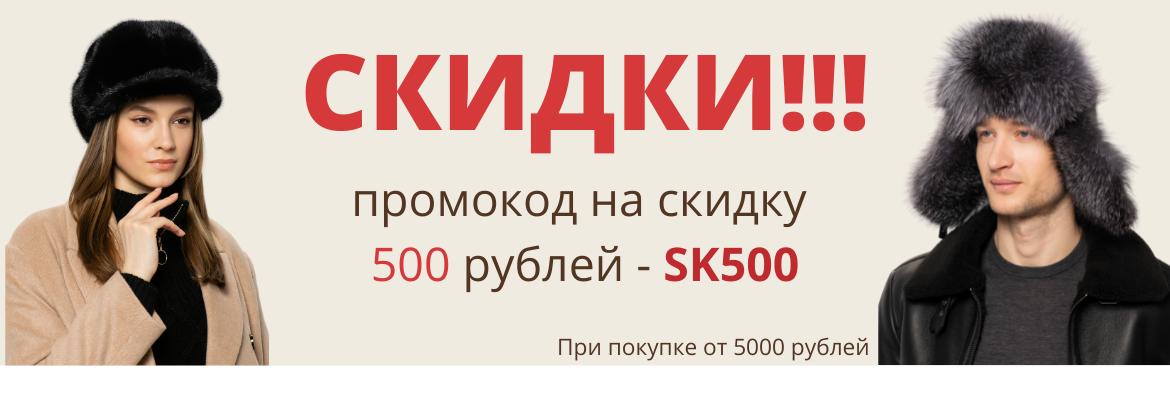 СКИДКИ!!!
промокод на скидку
500 рублей - SK500
При покупке от 5000 рублей